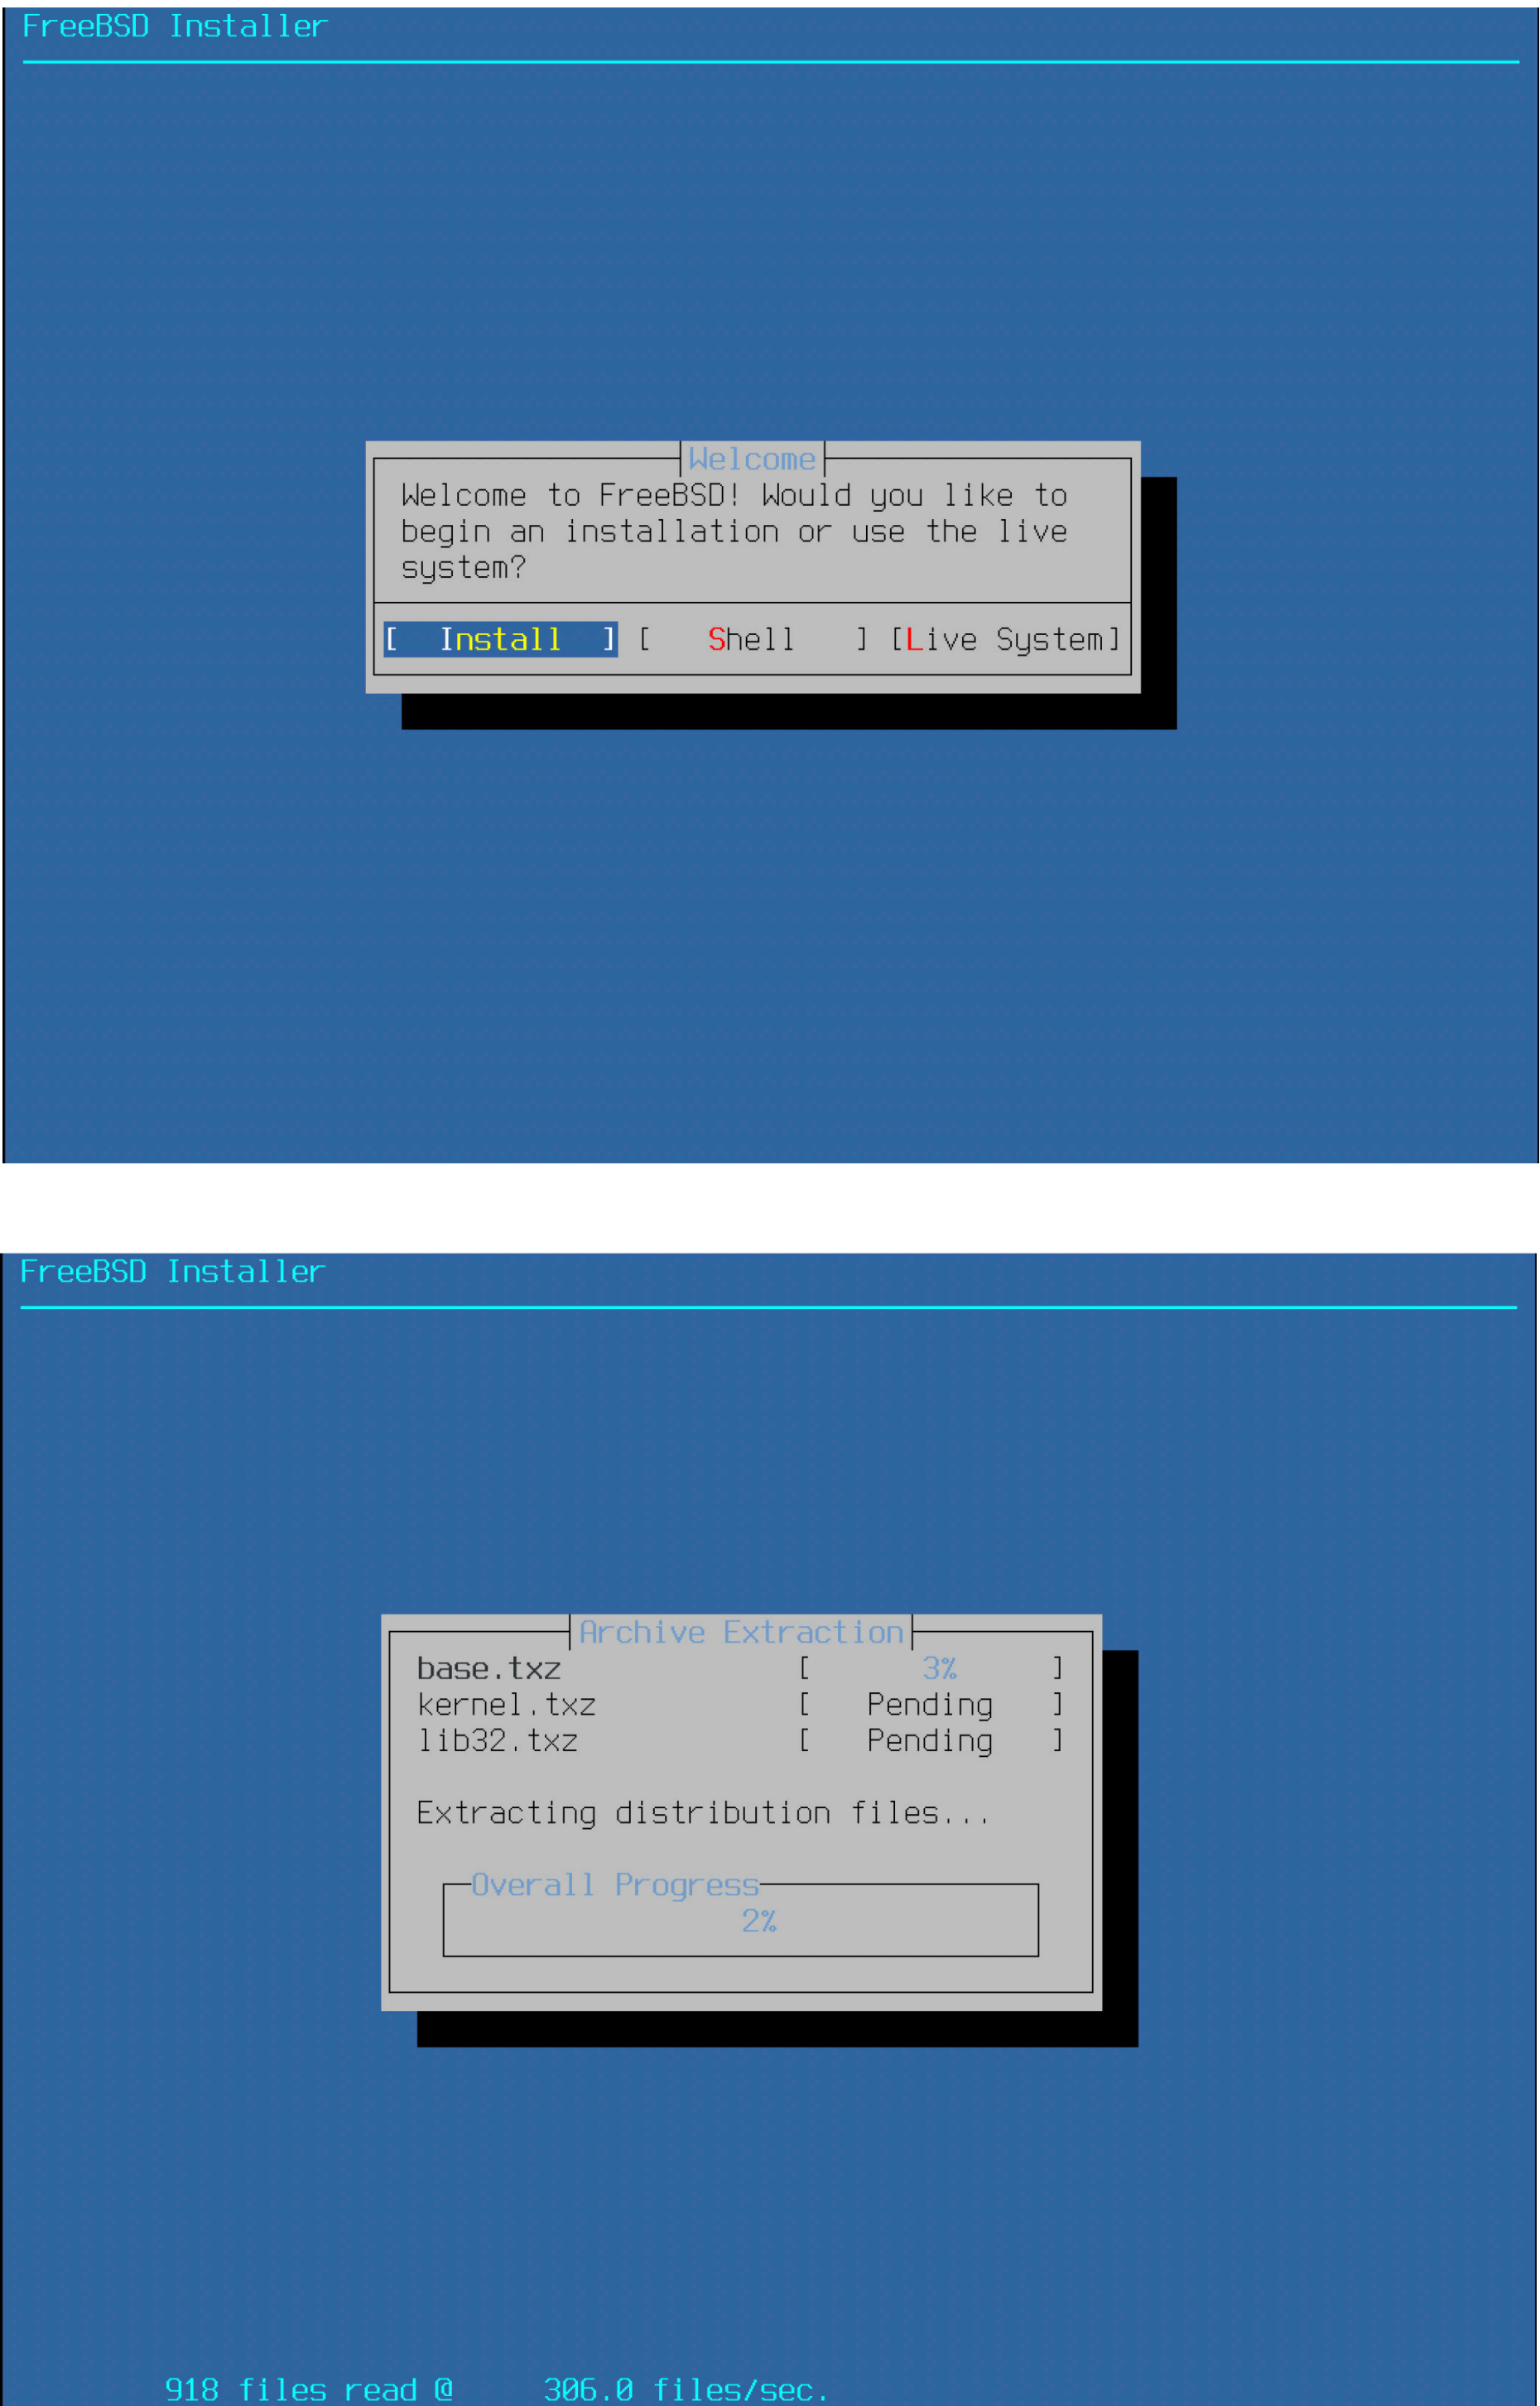 FreeBSD Installer
Welcome
Welcome to FreeBSD! Would you like to
begin an installation or use the live
system?
[ Install ] [ Shell ] [Live System]
FreeBSD Installer
Archive Extraction
base.txz [ 3% ]
kernel.txz [ Pending ]
lib32.txz [ Pending ]
Extracting distribution files...
Overall Progress
2%
918 files read @ 306.0 files/sec.